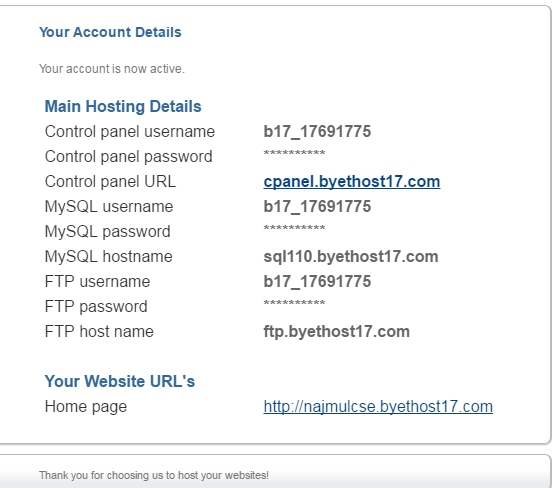 Your Account Details
Your account is now active.
Main Hosting Details
Control panel username b17_17691775
Control panel password **********
Control panel URL cpanel.byethost17.com
MySQL username b17_17691775
MySQL password **********
MySQL hostname sql110.byethost17.com
FTP username b17_17691775
FTP password **********
FTP host name ftp.byethost17.com
Your Website URL's
Home page http://najmulcse.byethost17.com
Thank you for choosing us to host your websites!